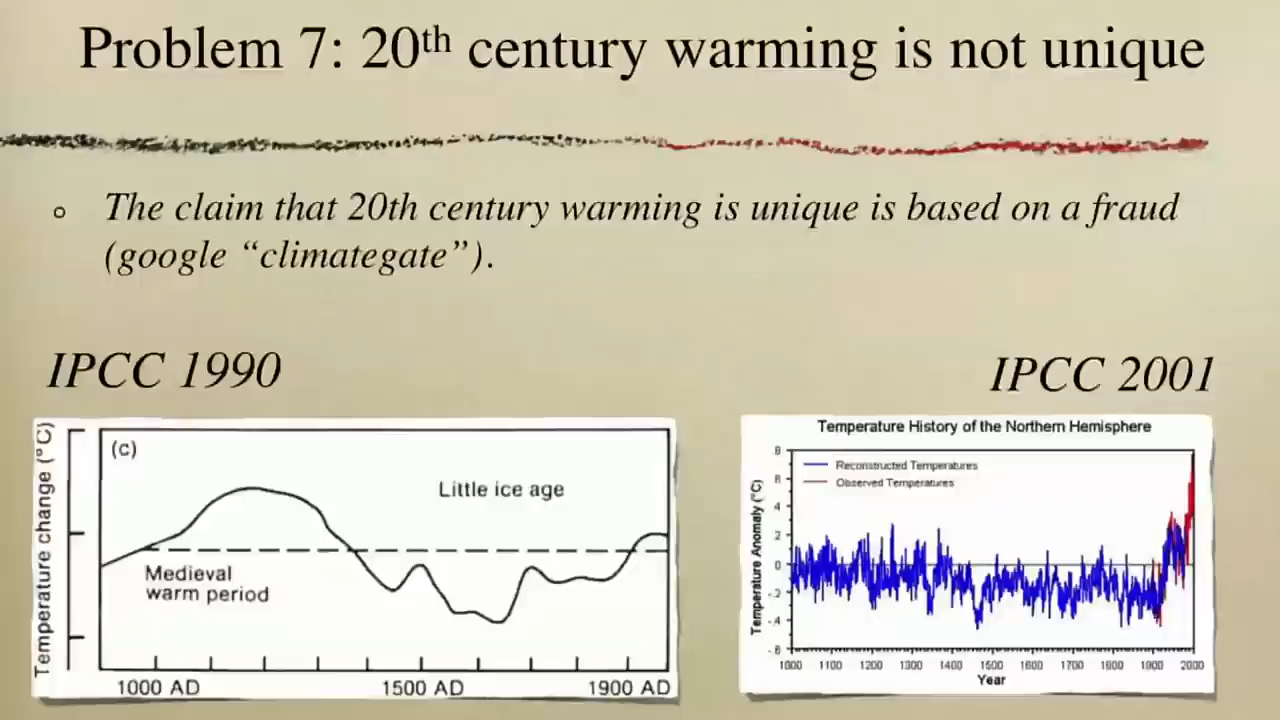 Problem 7: 20th century warming is not unique
The claim that 20th century warming is unique is based on a fraud
(google “climategate”).
IPCC 1990
IPCC 2001
Temperature change (°C)
(c)
Little ice age
Medieval
warm period
1000 AD
1500 AD
1900 AD
Temperature History of the Northern Hemisphere
Reconstructed Temperatures
Observed Temperatures
Temperature Anomaly (°C)
.8
.6
.4
.2
0
-.2
-.4
-.6
1000 1100 1200 1300 1400 1500 1600 1700 1800 1900 2000
Year